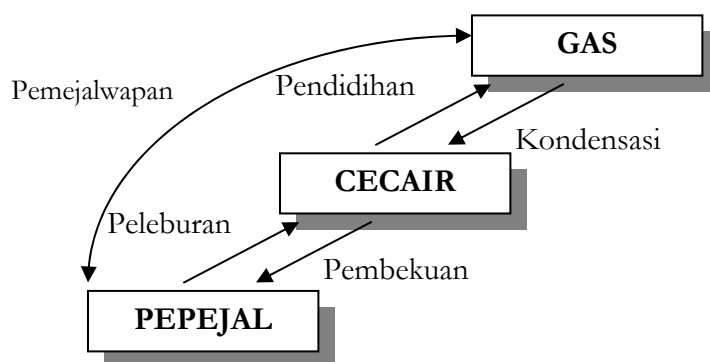 GAS
Pendidihan
Pemejalwapan
Kondensasi
CECAIR
Peleburan
Pembekuan
PEPEJAL